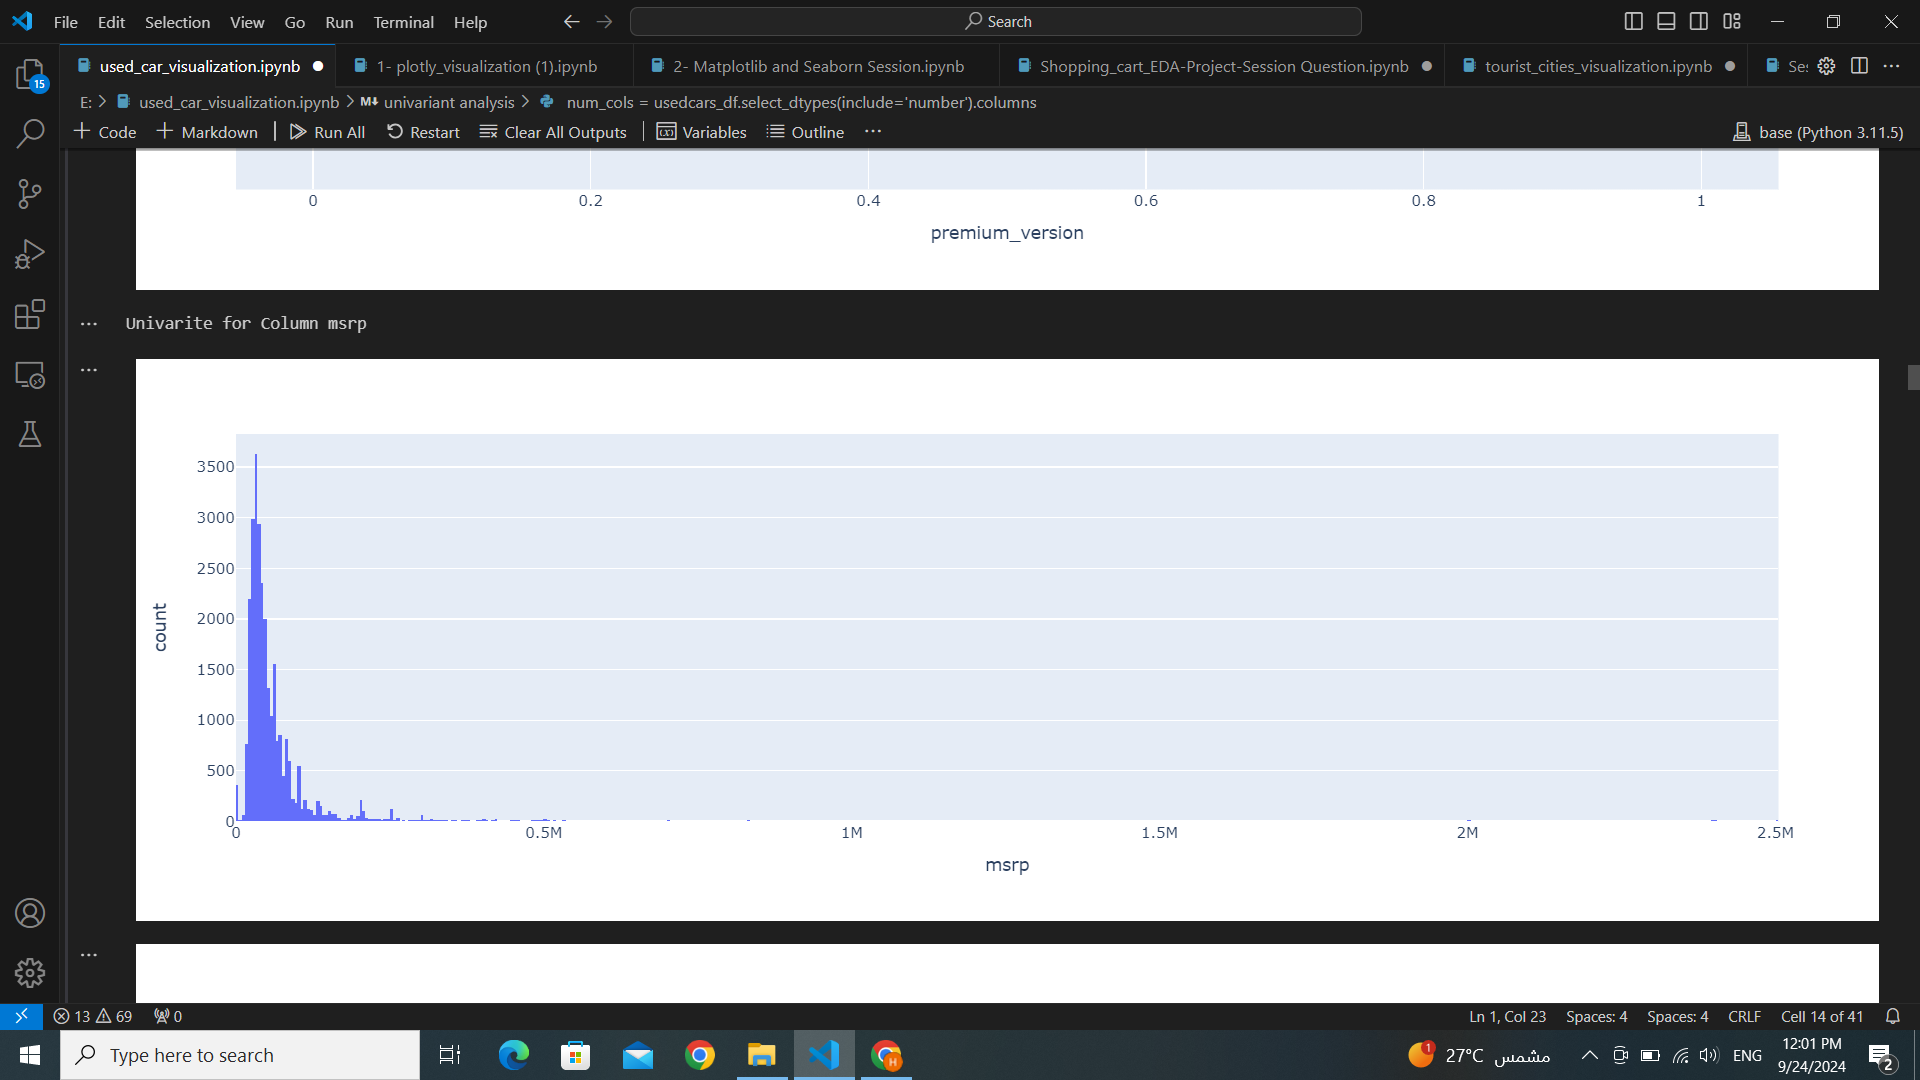 File Edit Selection View Go Run Terminal Help
Search
15
used_car_visualization.ipynb
1- plotly_visualization (1).ipynb
2- Matplotlib and Seaborn Session.ipynb
Shopping_cart_EDA-Project-Session Question.ipynb
tourist_cities_visualization.ipynb
E: > used_car_visualization.ipynb > M↓ univariant analysis > num_cols = usedcars_df.select_dtypes(include='number').columns
+ Code + Markdown | Run All Restart Clear All Outputs | Variables Outline ...
base (Python 3.11.5)
0 0.2 0.4 0.6 0.8 1
premium_version
... Univarite for Column msrp
...
3500
3000
2500
2000
1500
1000
500
0
count
0 0.5M 1M 1.5M 2M 2.5M
msrp
...
13 69 0
Ln 1, Col 23 Spaces: 4 Spaces: 4 CRLF Cell 14 of 41
Type here to search
H
1
27°C مشمس
ENG
12:01 PM
9/24/2024
2